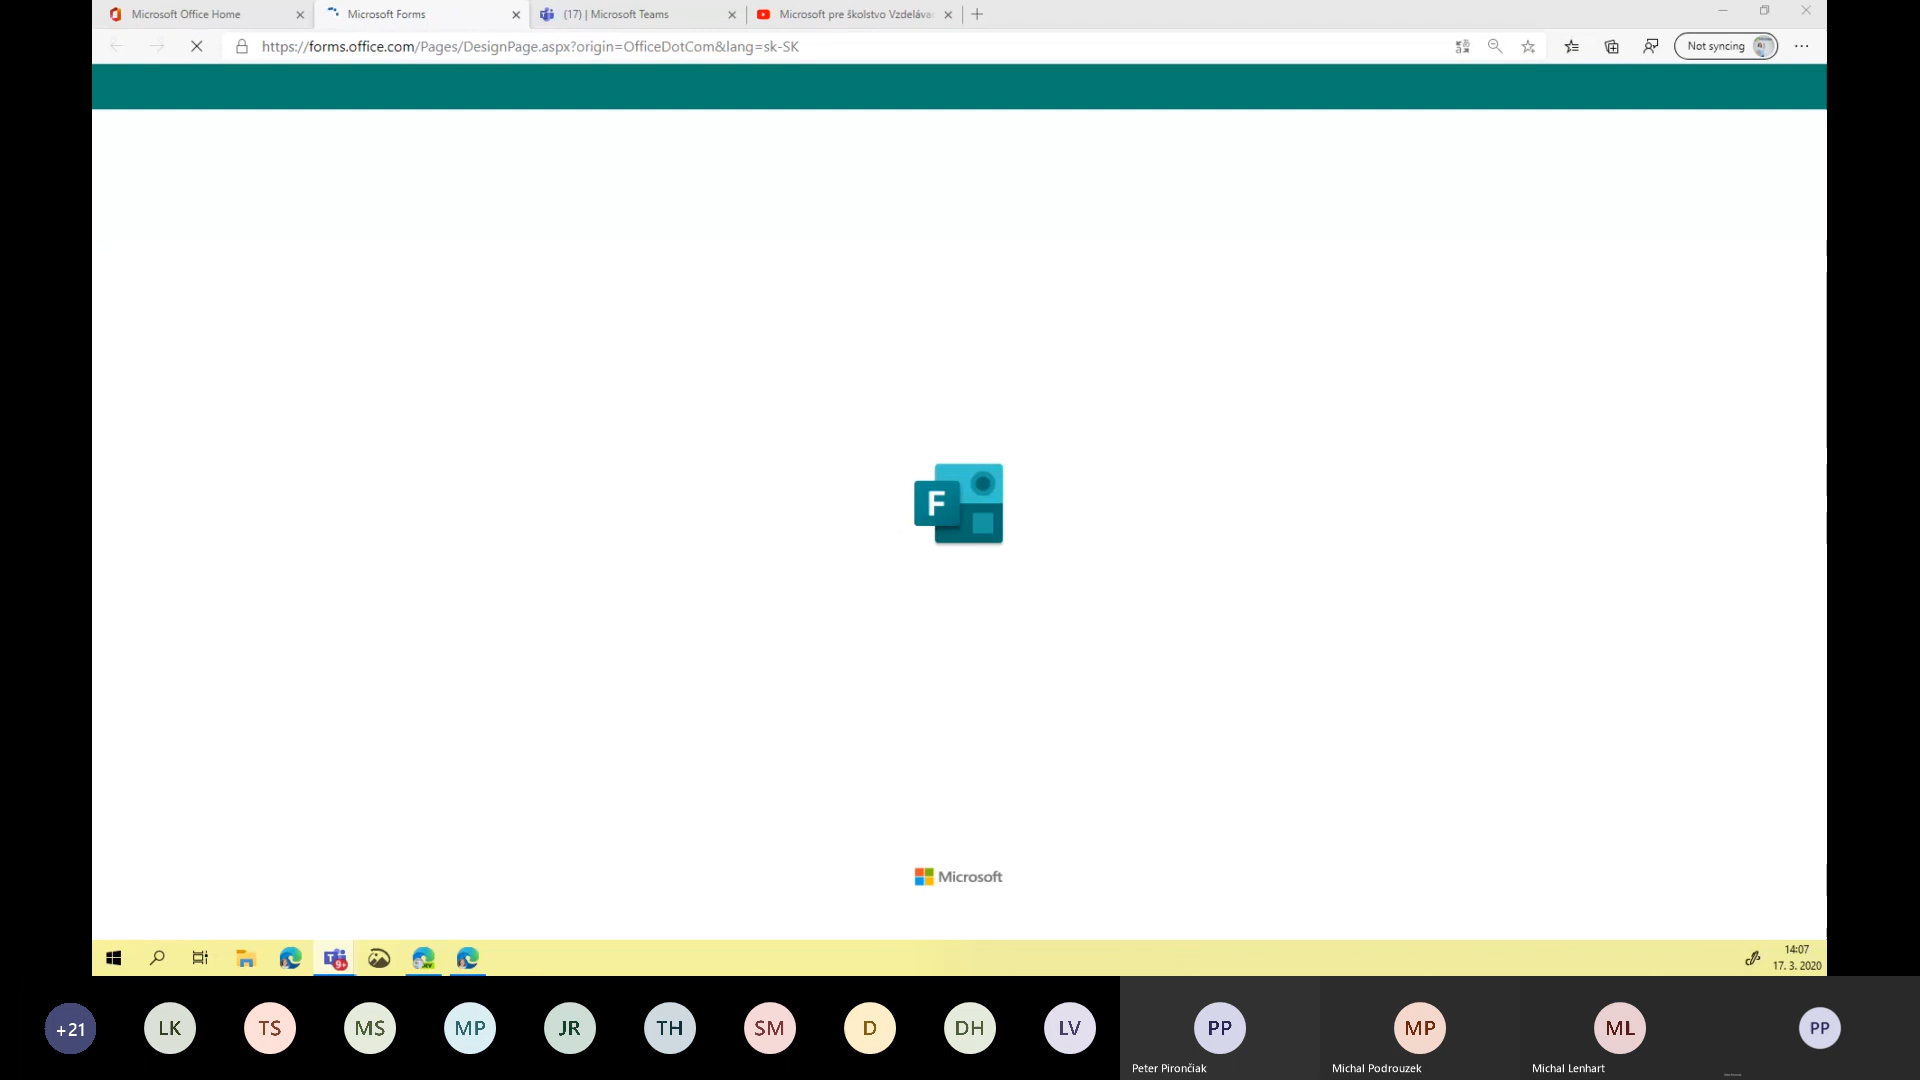 Microsoft Office Home
Microsoft Forms
(17) | Microsoft Teams
Microsoft pre školstvo Vzdeláva
https://forms.office.com/Pages/DesignPage.aspx?origin=OfficeDotCom&lang=sk-SK
Not syncing
F
Microsoft
9+
14:07
17. 3. 2020
+21
LK
TS
MS
MP
JR
TH
SM
D
DH
LV
PP
Peter Pirončiak
MP
Michal Podrouzek
ML
Michal Lenhart
PP